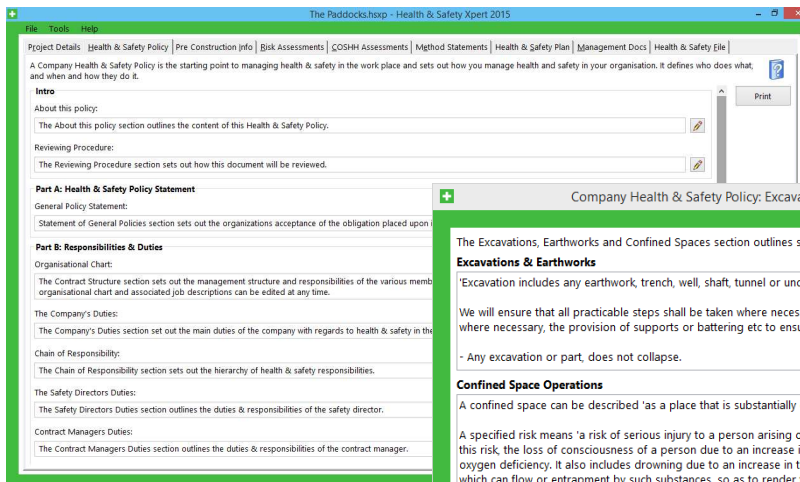 The Paddocks.hsxp - Health & Safety Xpert 2015
File Tools Help
Project Details Health & Safety Policy Pre Construction Info Risk Assessments COSHH Assessments Method Statements Health & Safety Plan Management Docs Health & Safety File
A Company Health & Safety Policy is the starting point to managing health & safety in the work place and sets out how you manage health and safety in your organisation. It defines who does what,
and when and how they do it.
Print
Intro
About this policy:
The About this policy section outlines the content of this Health & Safety Policy.
Reviewing Procedure:
The Reviewing Procedure section sets out how this document will be reviewed.
Part A: Health & Safety Policy Statement
General Policy Statement:
Statement of General Policies section sets out the organizations acceptance of the obligation placed upon
Part B: Responsibilities & Duties
Organisational Chart:
The Contract Structure section sets out the management structure and responsibilities of the various
organisational chart and associated job descriptions can be edited at any time.
The Company's Duties:
The Company's Duties section set out the main duties of the company with regards to health & safety in the
Chain of Responsibility:
The Chain of Responsibility section sets out the hierarchy of health & safety responsibilities.
The Safety Directors Duties:
The Safety Directors Duties section outlines the duties & responsibilities of the safety director.
Contract Managers Duties:
The Contract Managers Duties section outlines the duties & responsibilities of the contract manager.
Company Health & Safety Policy:
The Excavations, Earthworks and Confined Spaces section outlines
Excavations & Earthworks
'Excavation includes any earthwork, trench, well, shaft, tunnel or
We will ensure that all practicable steps shall be taken where
where necessary, the provision of supports or battering etc to
- Any excavation or part, does not collapse.
Confined Space Operations
A confined space can be described 'as a place that is substantially
A specified risk means 'a risk of serious injury to a person arising
this risk, the loss of consciousness of a person due to an increase
oxygen deficiency. It also includes drowning due to an increase in
which can flow or entrapment by such substances, so as to render